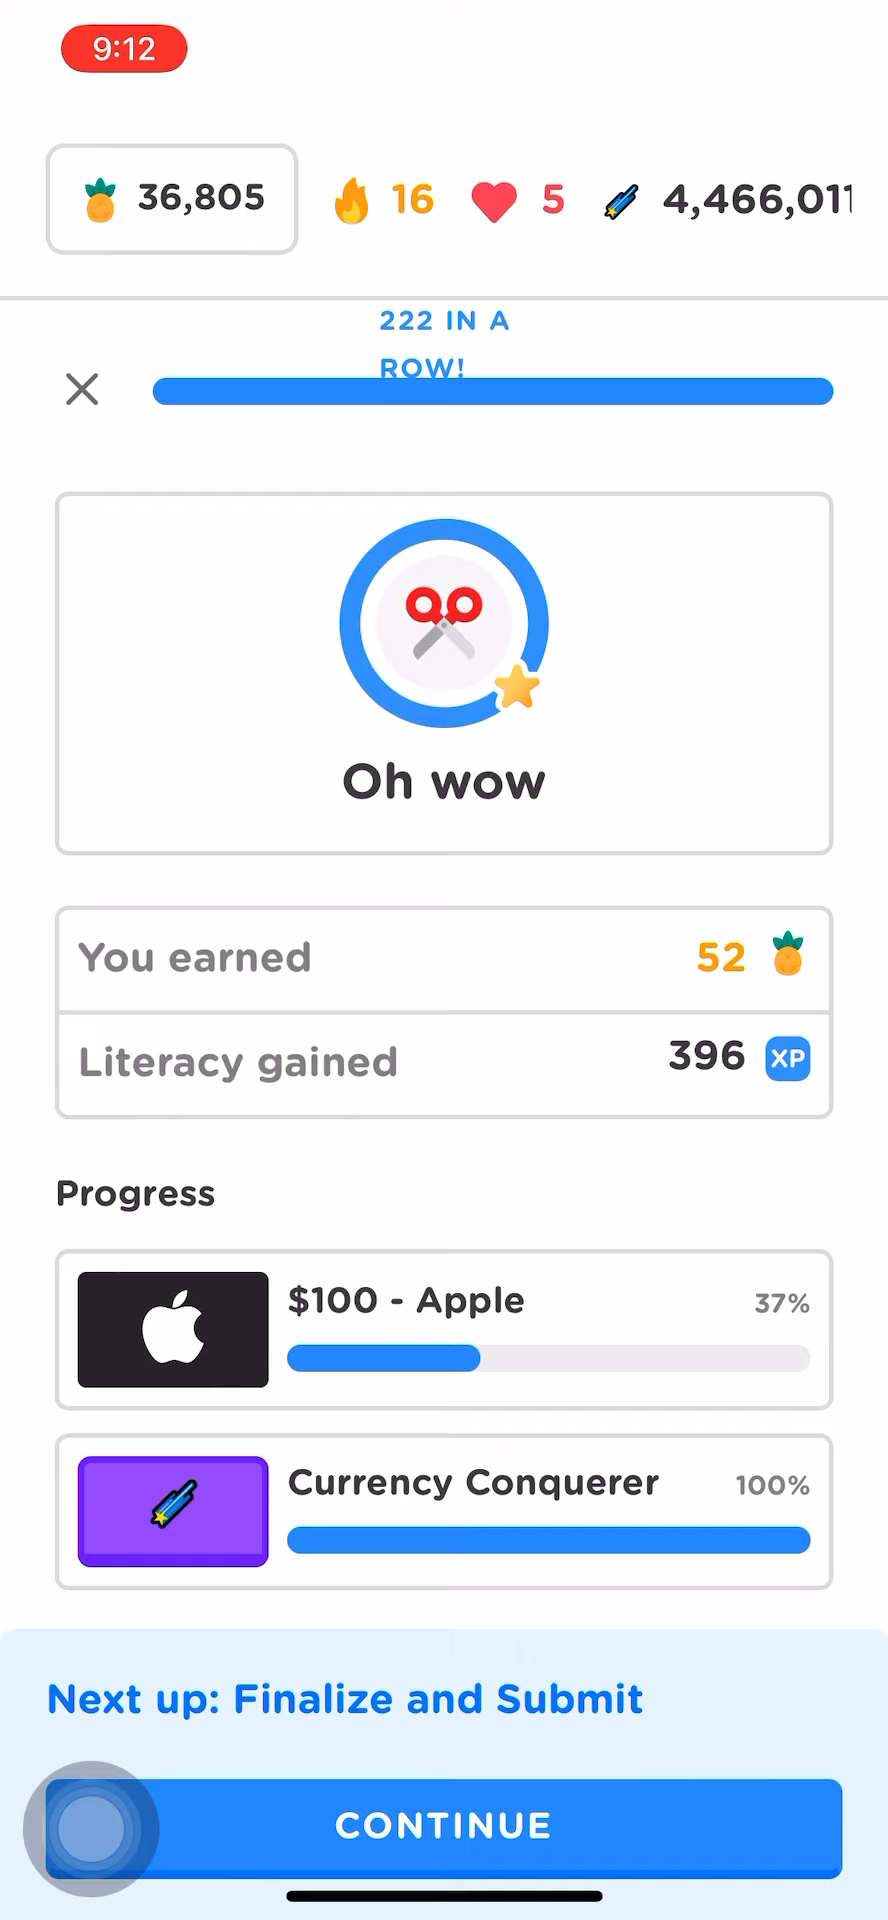 9:12
36,805 16 5 4,466,011
222 IN A
ROW!
Oh wow
You earned 52
Literacy gained 396 XP
Progress
$100 - Apple 37%
Currency Conquerer 100%
Next up: Finalize and Submit
CONTINUE